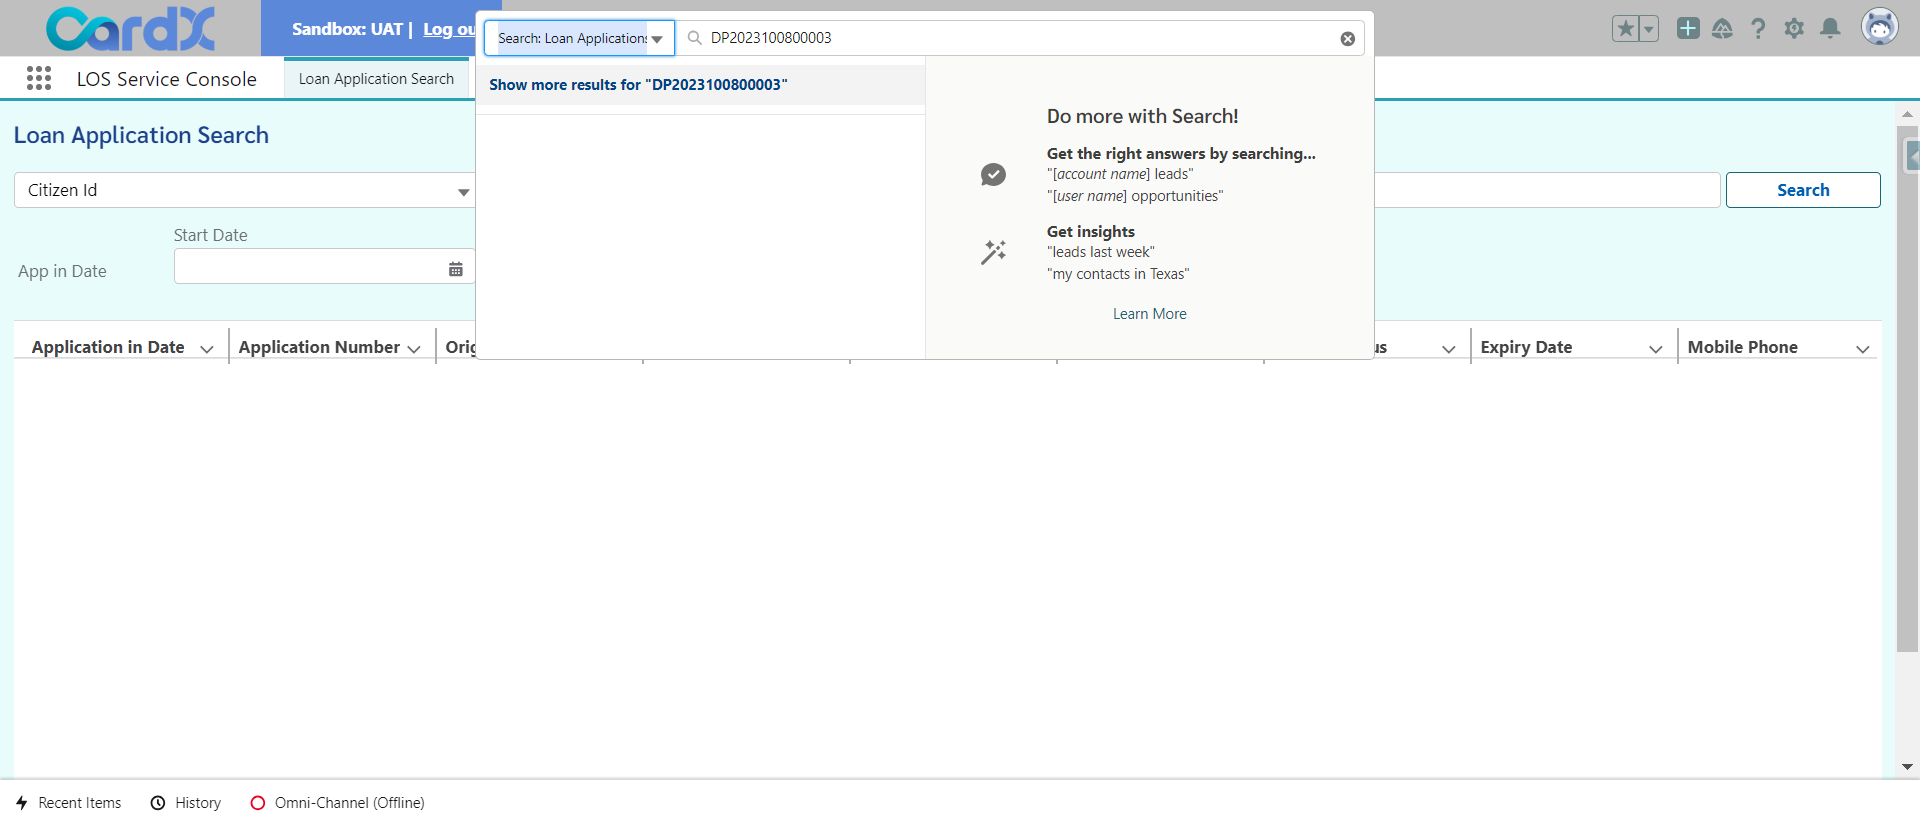 CardX
Sandbox: UAT | Log ou
Search: Loan Applications
DP2023100800003
LOS Service Console
Loan Application Search
Show more results for "DP2023100800003"
Do more with Search!
Get the right answers by searching...
"[account name] leads"
"[user name] opportunities"
Get insights
"leads last week"
"my contacts in Texas"
Learn More
Loan Application Search
Citizen Id
Search
Start Date
App in Date
Application in Date
Application Number
Orig
us
Expiry Date
Mobile Phone
Recent Items
History
Omni-Channel (Offline)